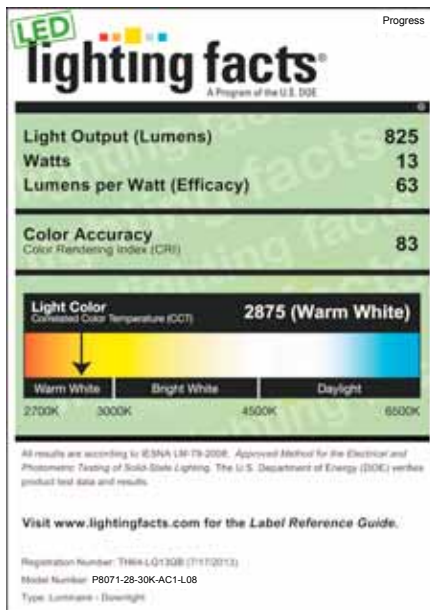 Progress
LED
lighting facts®
A Program of the U.S. DOE
Light Output (Lumens) 825
Watts 13
Lumens per Watt (Efficacy) 63
Color Accuracy 83
Color Rendering Index (CRI)
Light Color 2875 (Warm White)
Correlated Color Temperature (CCT)
Warm White Bright White Daylight
2700K 3000K 4500K 6500K
All results are according to IESNA LM-79-2008: Approved Method for the Electrical and
Photometric Testing of Solid-State Lighting. The U.S. Department of Energy (DOE) verifies
product test data and results.
Visit www.lightingfacts.com for the Label Reference Guide.
Registration Number: (7/17/2013)
Model Number: P8071-28-30K-AC1-L08
Type: Luminaire - Downlight